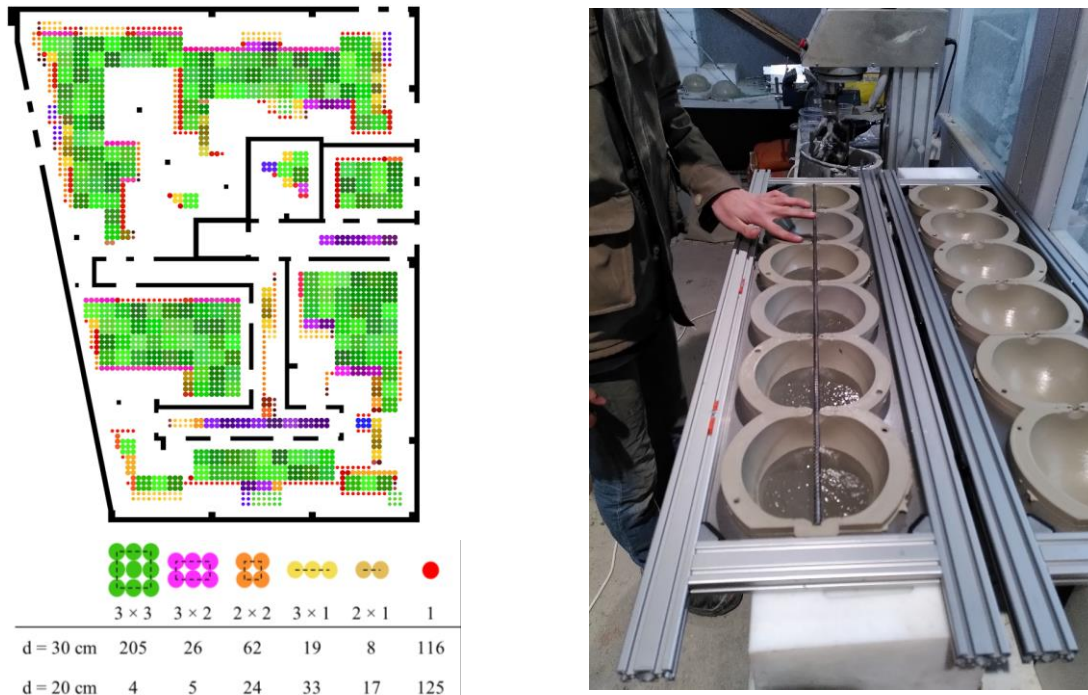 3 × 3 3 × 2 2 × 2 3 × 1 2 × 1 1
d = 30 cm 205 26 62 19 8 116
d = 20 cm 4 5 24 33 17 125